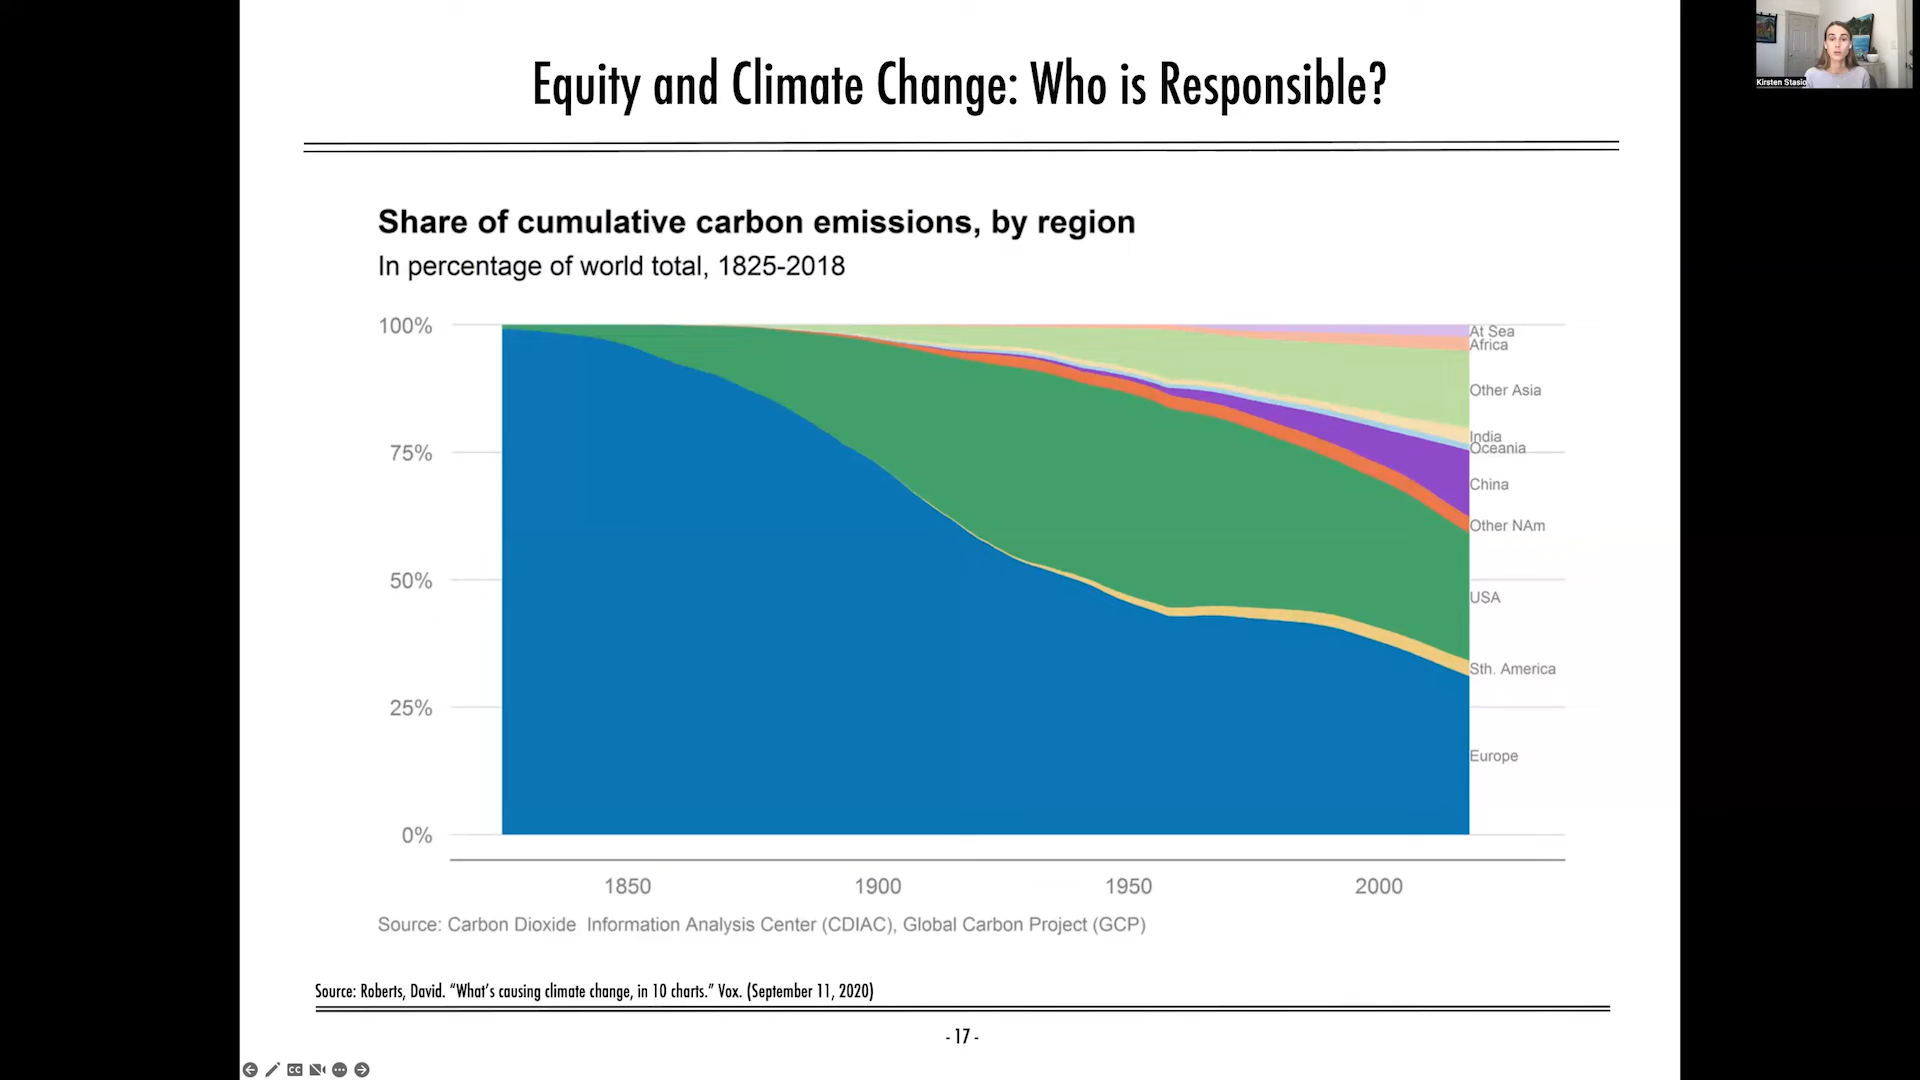 Equity and Climate Change: Who is Responsible?
Kirsten Stasio
Share of cumulative carbon emissions, by region
In percentage of world total, 1825-2018
100%
75%
50%
25%
0%
At Sea
Africa
Other Asia
India
Oceania
China
Other NAm
USA
Sth. America
Europe
1850 1900 1950 2000
Source: Carbon Dioxide Information Analysis Center (CDIAC), Global Carbon Project (GCP)
Source: Roberts, David. “What’s causing climate change, in 10 charts.” Vox. (September 11, 2020)
- 17 -
CC